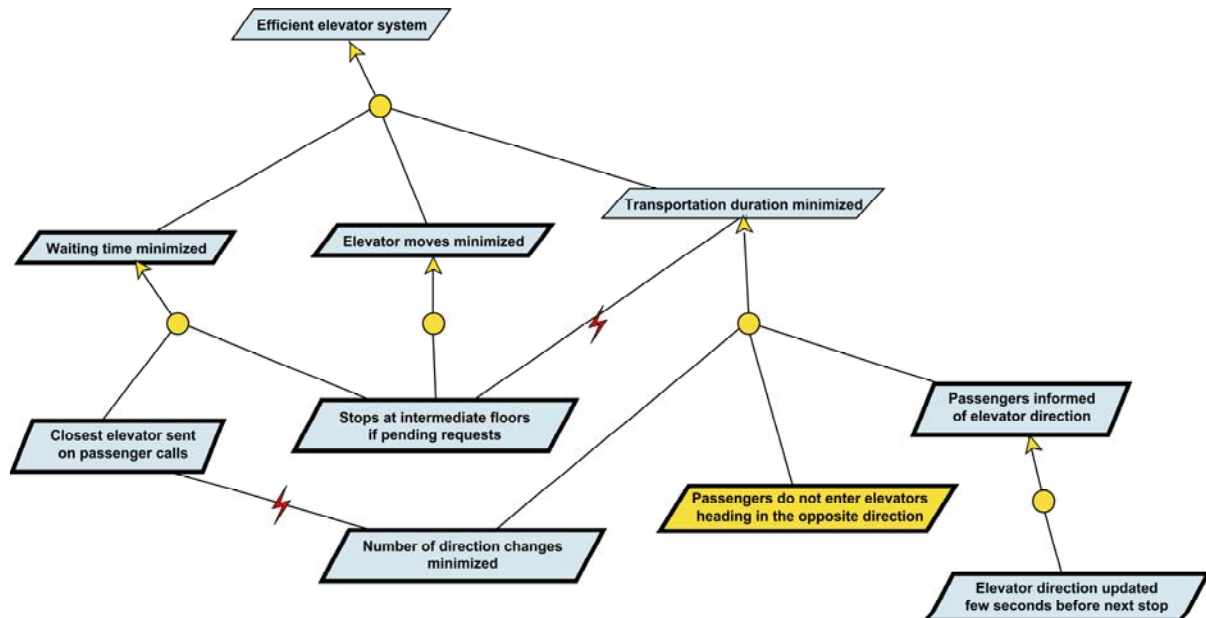 Efficient elevator system
Transportation duration minimized
Waiting time minimized
Elevator moves minimized
Closest elevator sent
on passenger calls
Stops at intermediate floors
if pending requests
Passengers informed
of elevator direction
Passengers do not enter elevators
heading in the opposite direction
Number of direction changes
minimized
Elevator direction updated
few seconds before next stop